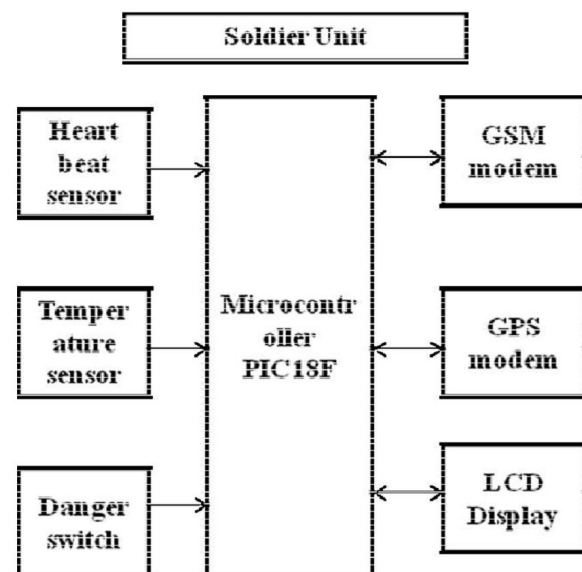 Soldier Unit
Heart
beat
sensor
Temper
ature
sensor
Danger
switch
Microcontr
oller
PIC18F
GSM
modem
GPS
modem
LCD
Display